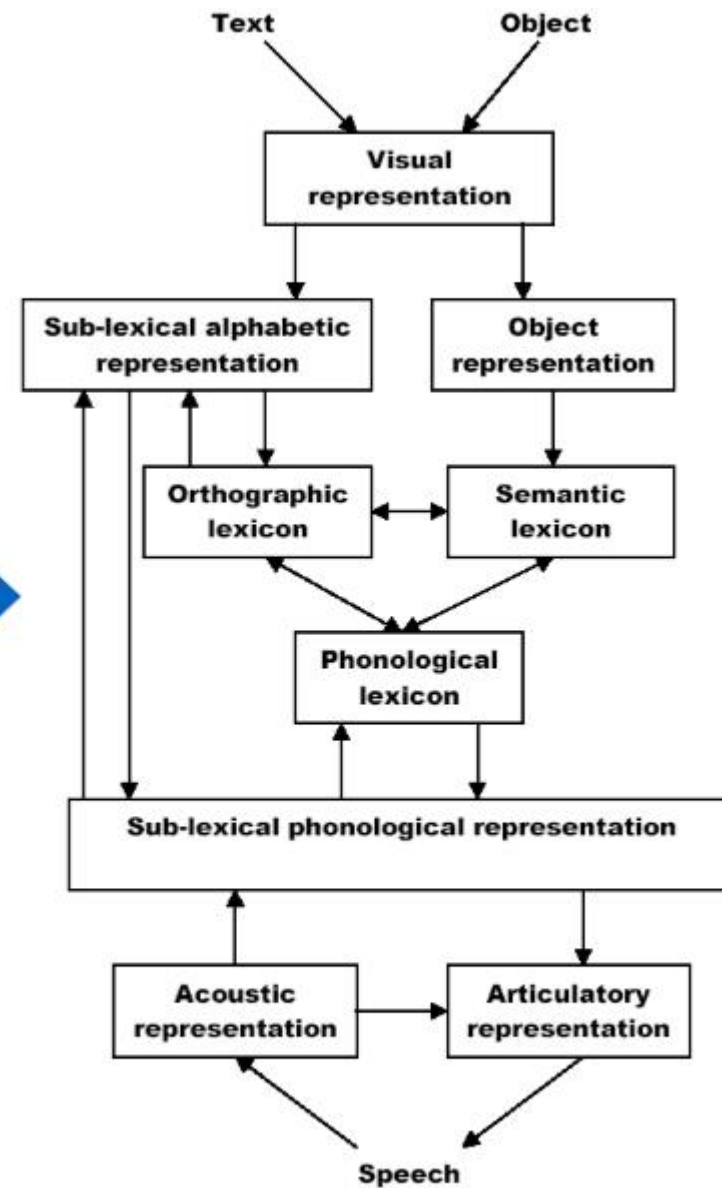 Text
Object
Visual
representation
Sub-lexical alphabetic
representation
Object
representation
Orthographic
lexicon
Semantic
lexicon
Phonological
lexicon
Sub-lexical phonological representation
Acoustic
representation
Articulatory
representation
Speech